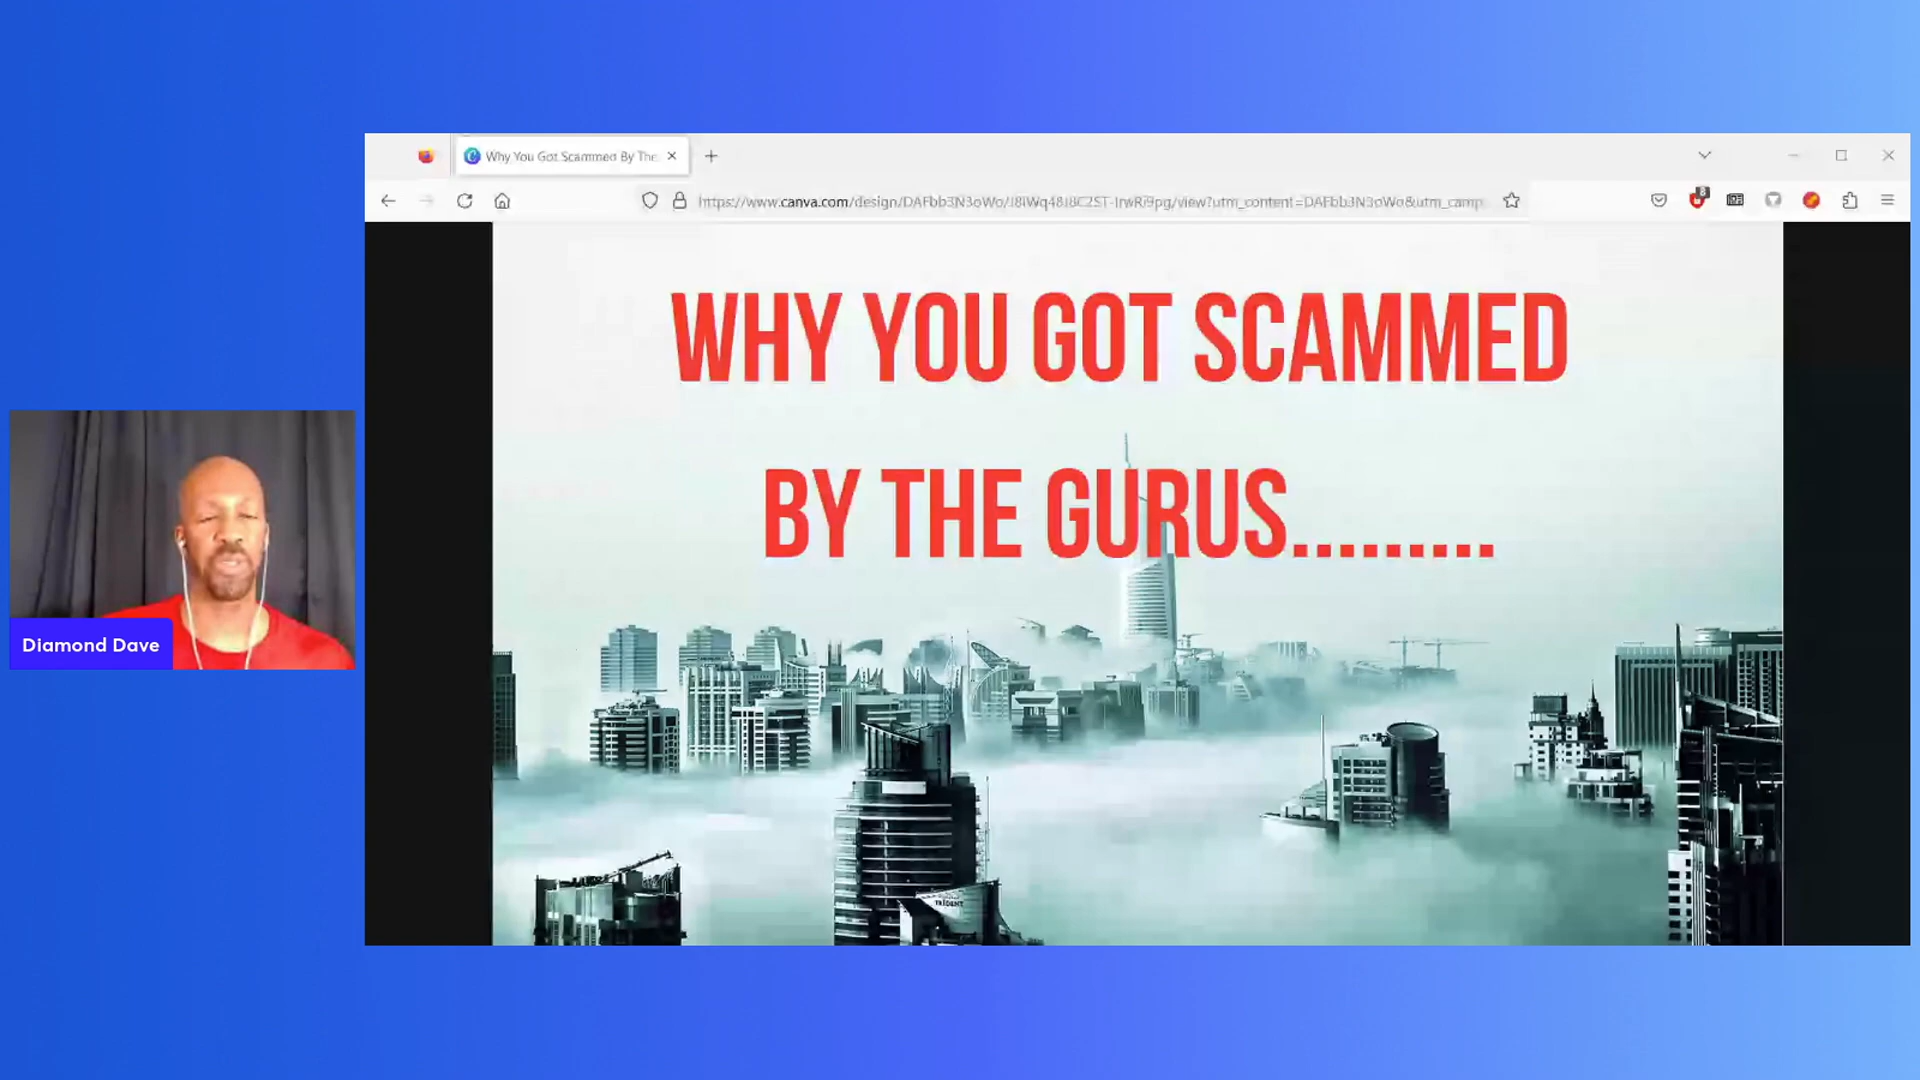 Why You Got Scammed By The
https://www.canva.com/design/DAFbb3N3oWo/
WHY YOU GOT SCAMMED
BY THE GURUS.........
Diamond Dave
TRIDENT